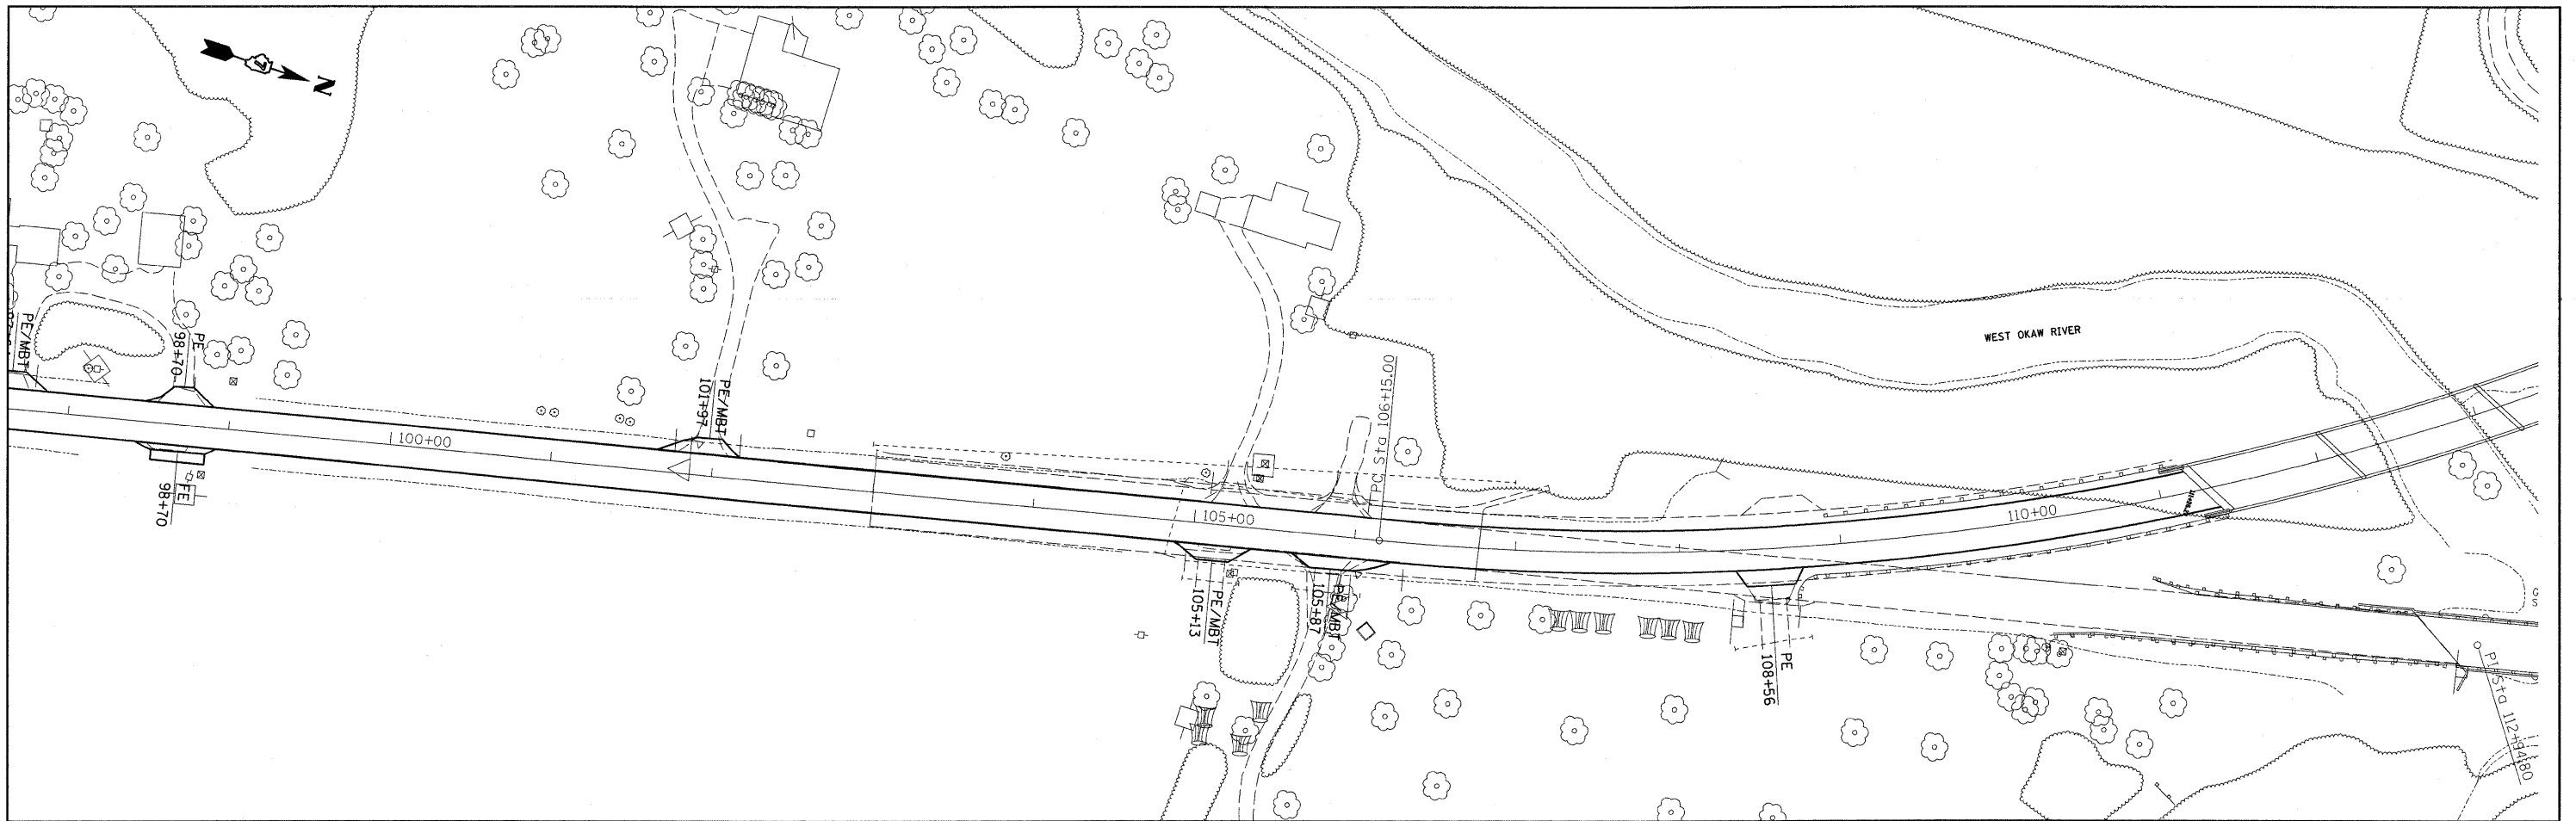 N
WEST OKAW RIVER
PE/MBT
PE
98+70
PE/MBT
101+97
PC Sta 106+15.00
100+00
105+00
110+00
FE
98+70
PE/MBT
105+13
PE/MBT
105+87
PE
108+56
G
S
PI Sta 112+94.80